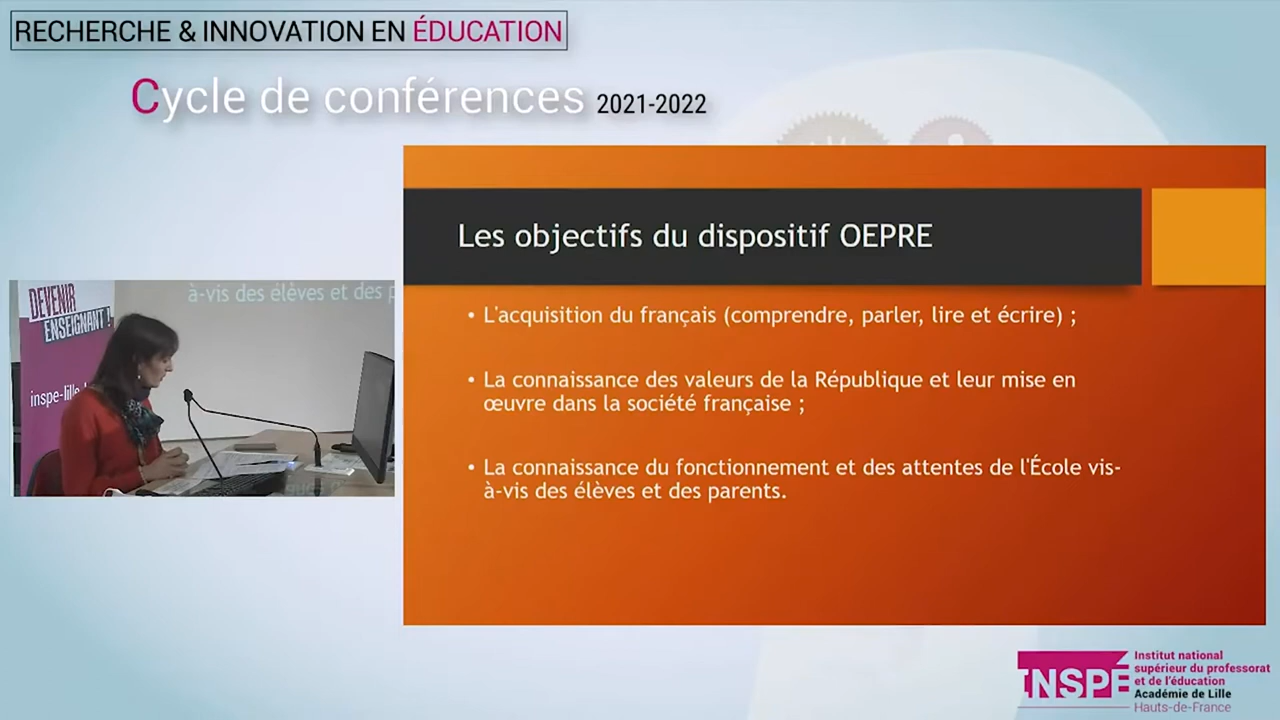 RECHERCHE & INNOVATION EN ÉDUCATION
Cycle de conférences 2021-2022
Les objectifs du dispositif OEPRE
• L'acquisition du français (comprendre, parler, lire et écrire) ;
• La connaissance des valeurs de la République et leur mise en
œuvre dans la société française ;
• La connaissance du fonctionnement et des attentes de l'École vis-
à-vis des élèves et des parents.
DEVENIR
ENSEIGNANT !
inspe-lill
à-vis des élèves et des p
INSPÉ
Institut national
supérieur du professorat
et de l'éducation
Académie de Lille
Hauts-de-France